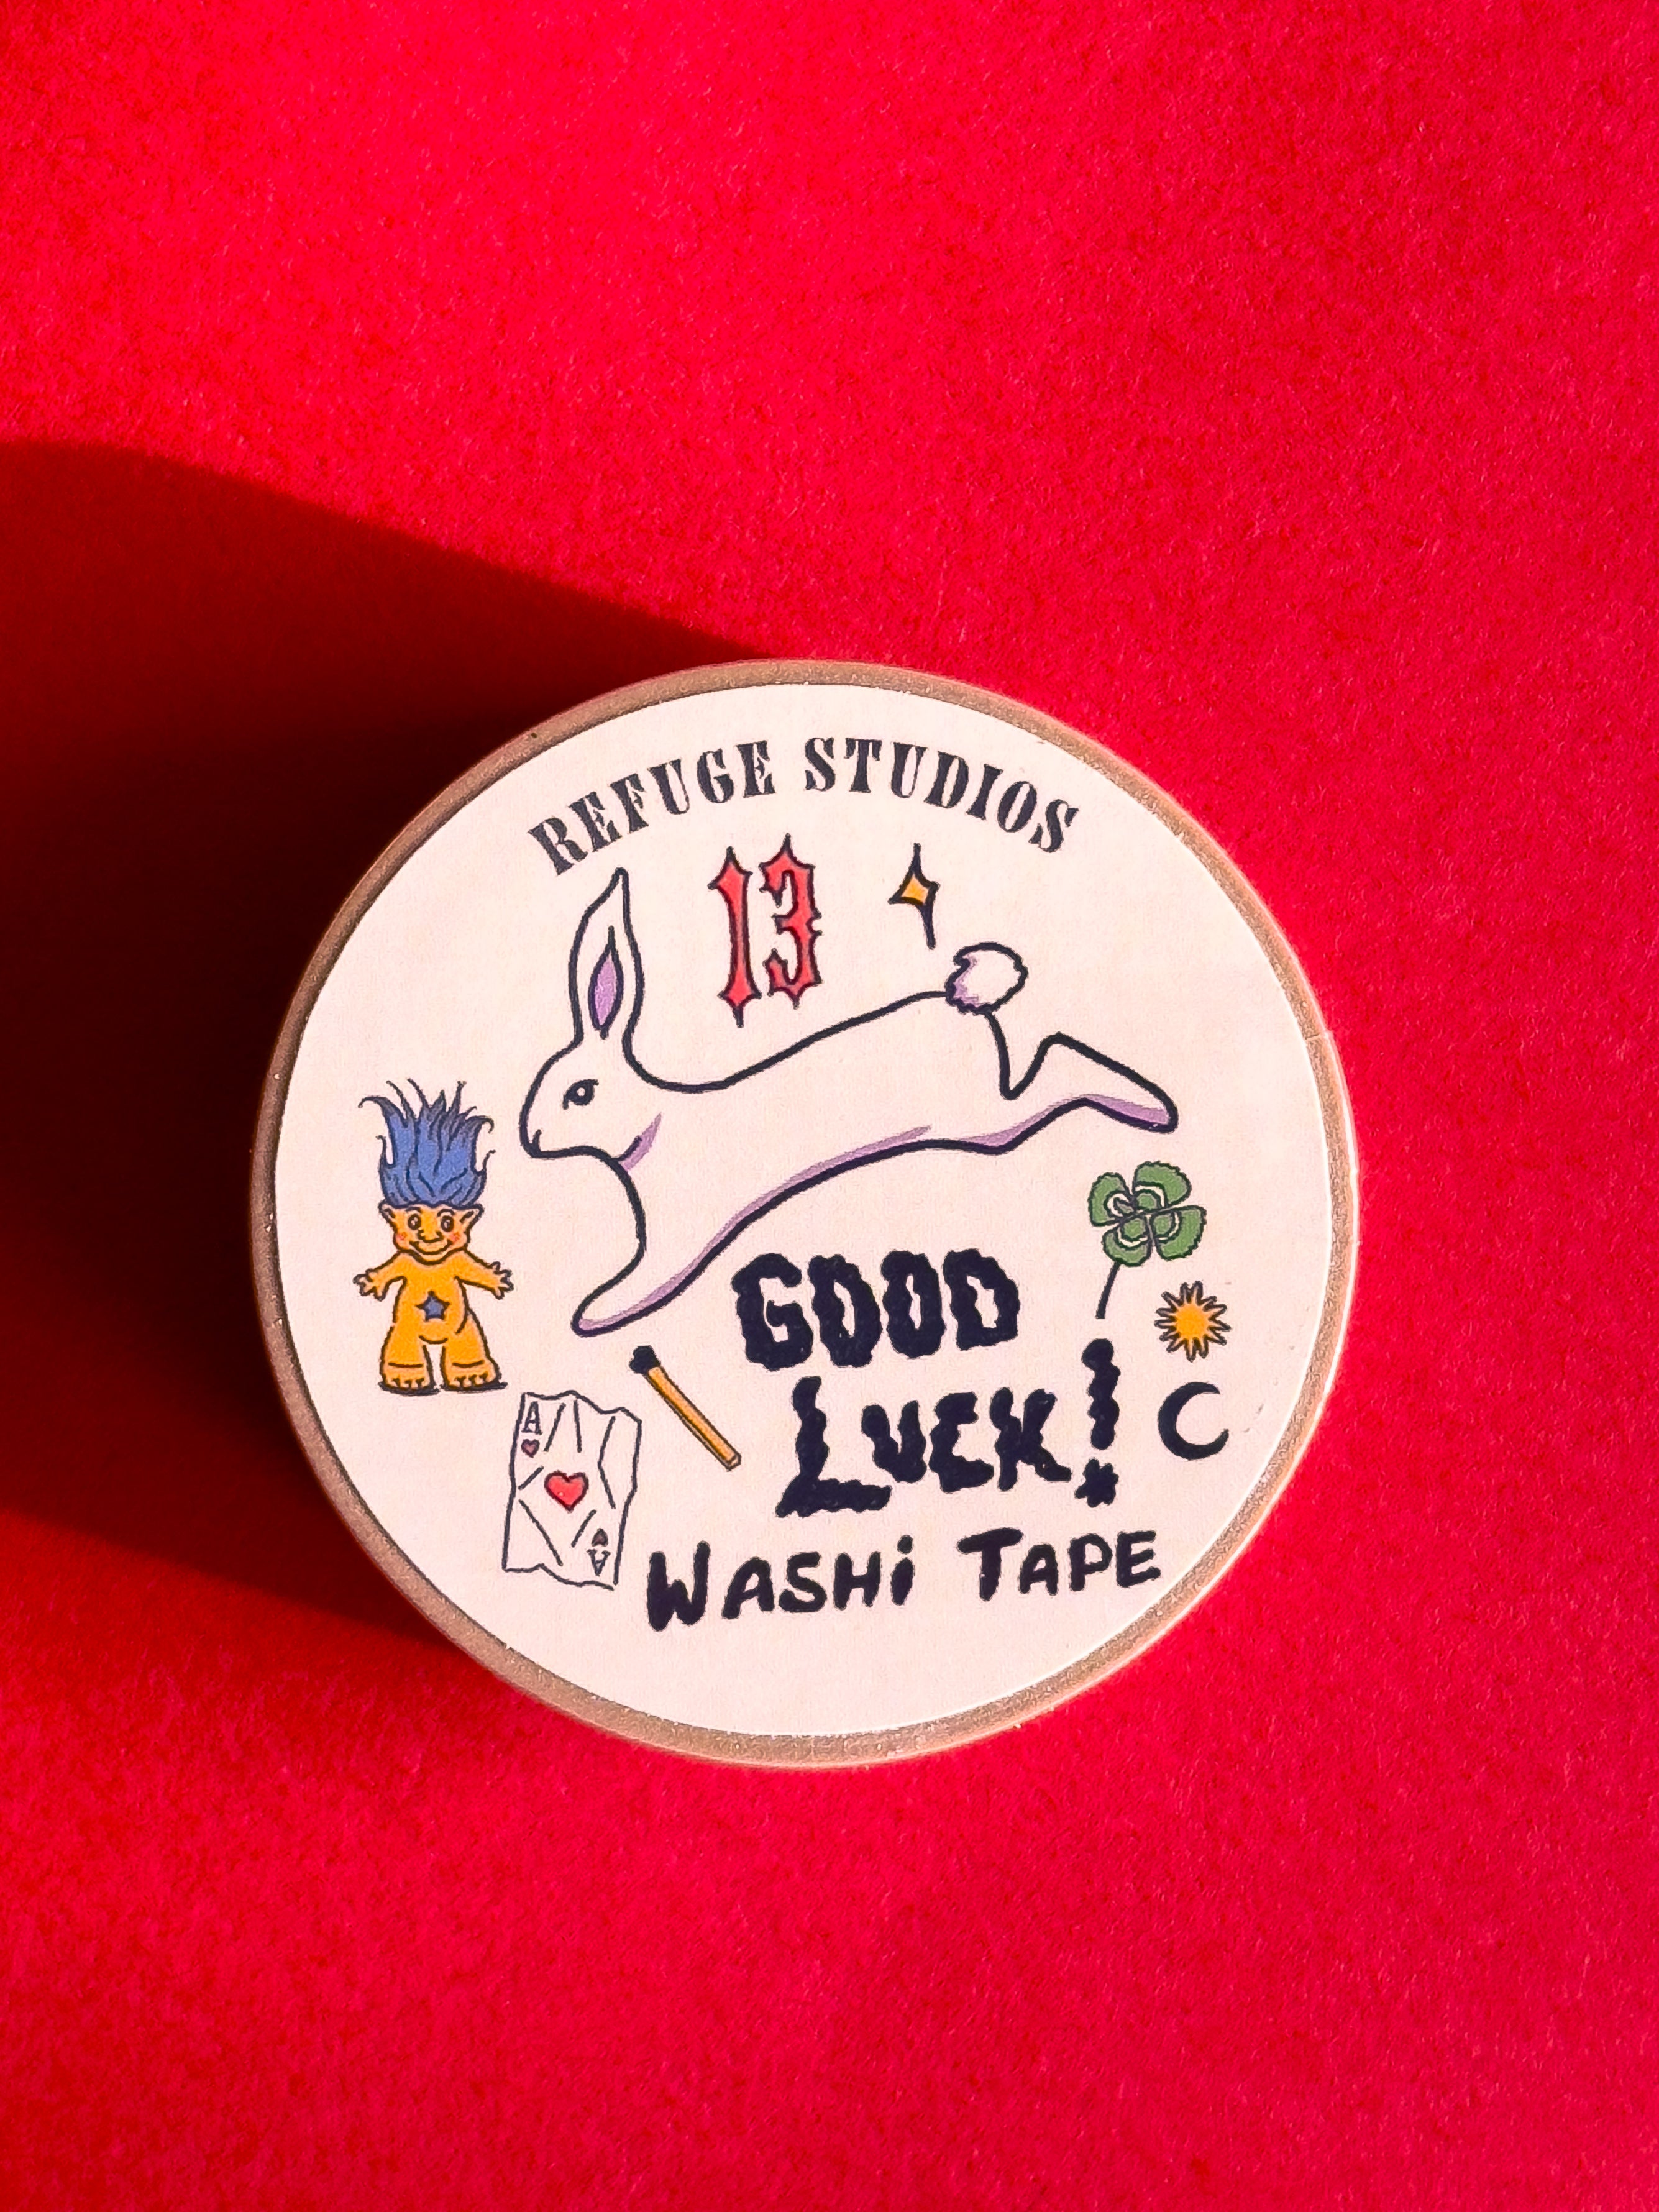 REFUGE STUDIOS
13
GOOD
LUCK!
A
A
WASHi TAPE